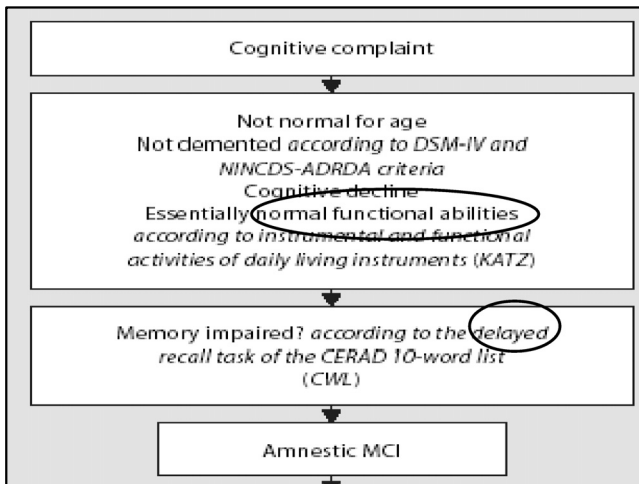 Cognitive complaint
Not normal for age
Not demented according to DSM-IV and
NINCDS-ADRDA criteria
Cognitive decline
Essentially normal functional abilities
according to instrumental and functional
activities of daily living instruments (KATZ)
Memory impaired? according to the delayed
recall task of the CERAD 10-word list
(CWL)
Amnestic MCI